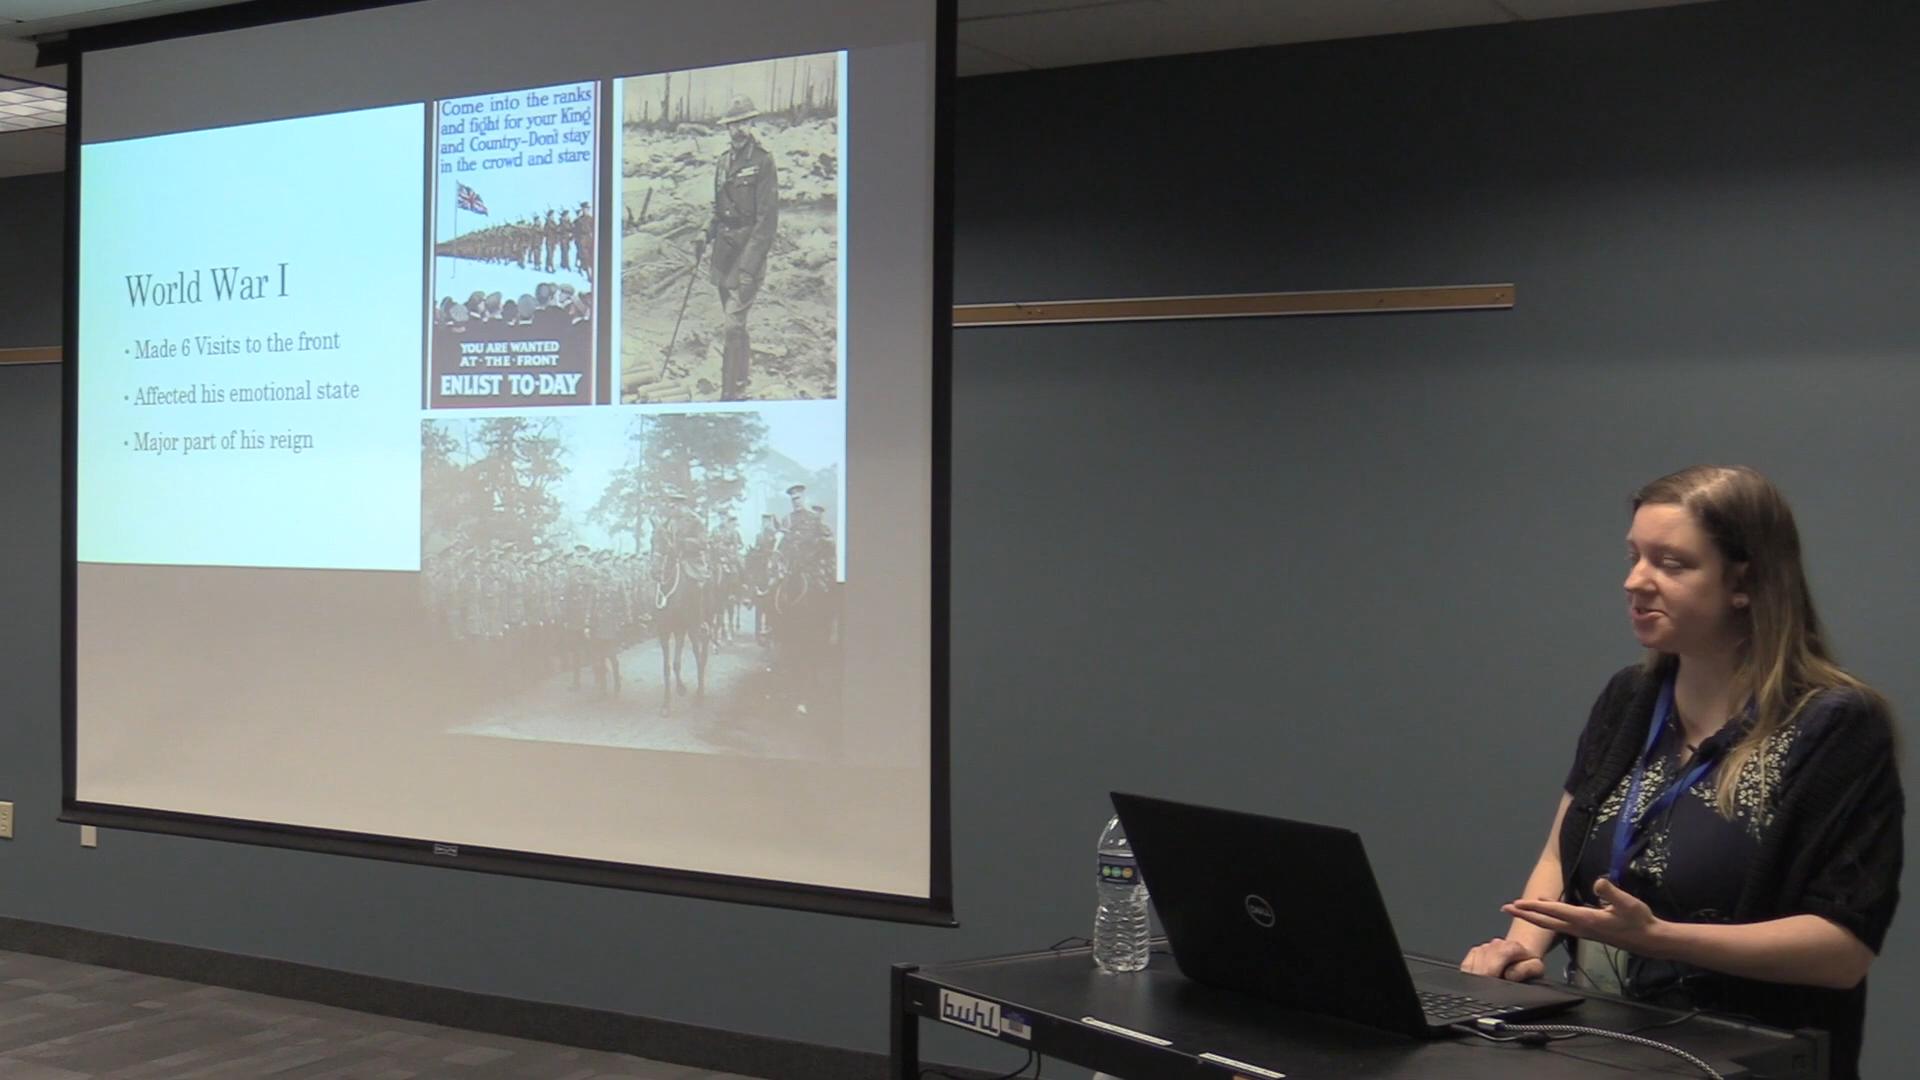 World War I
• Made 6 Visits to the front
• Affected his emotional state
• Major part of his reign
Come into the ranks
and fight for your King
and Country-Don't stay
in the crowd and stare
YOU ARE WANTED
AT·THE·FRONT
ENLIST TO-DAY
DELL
buhl